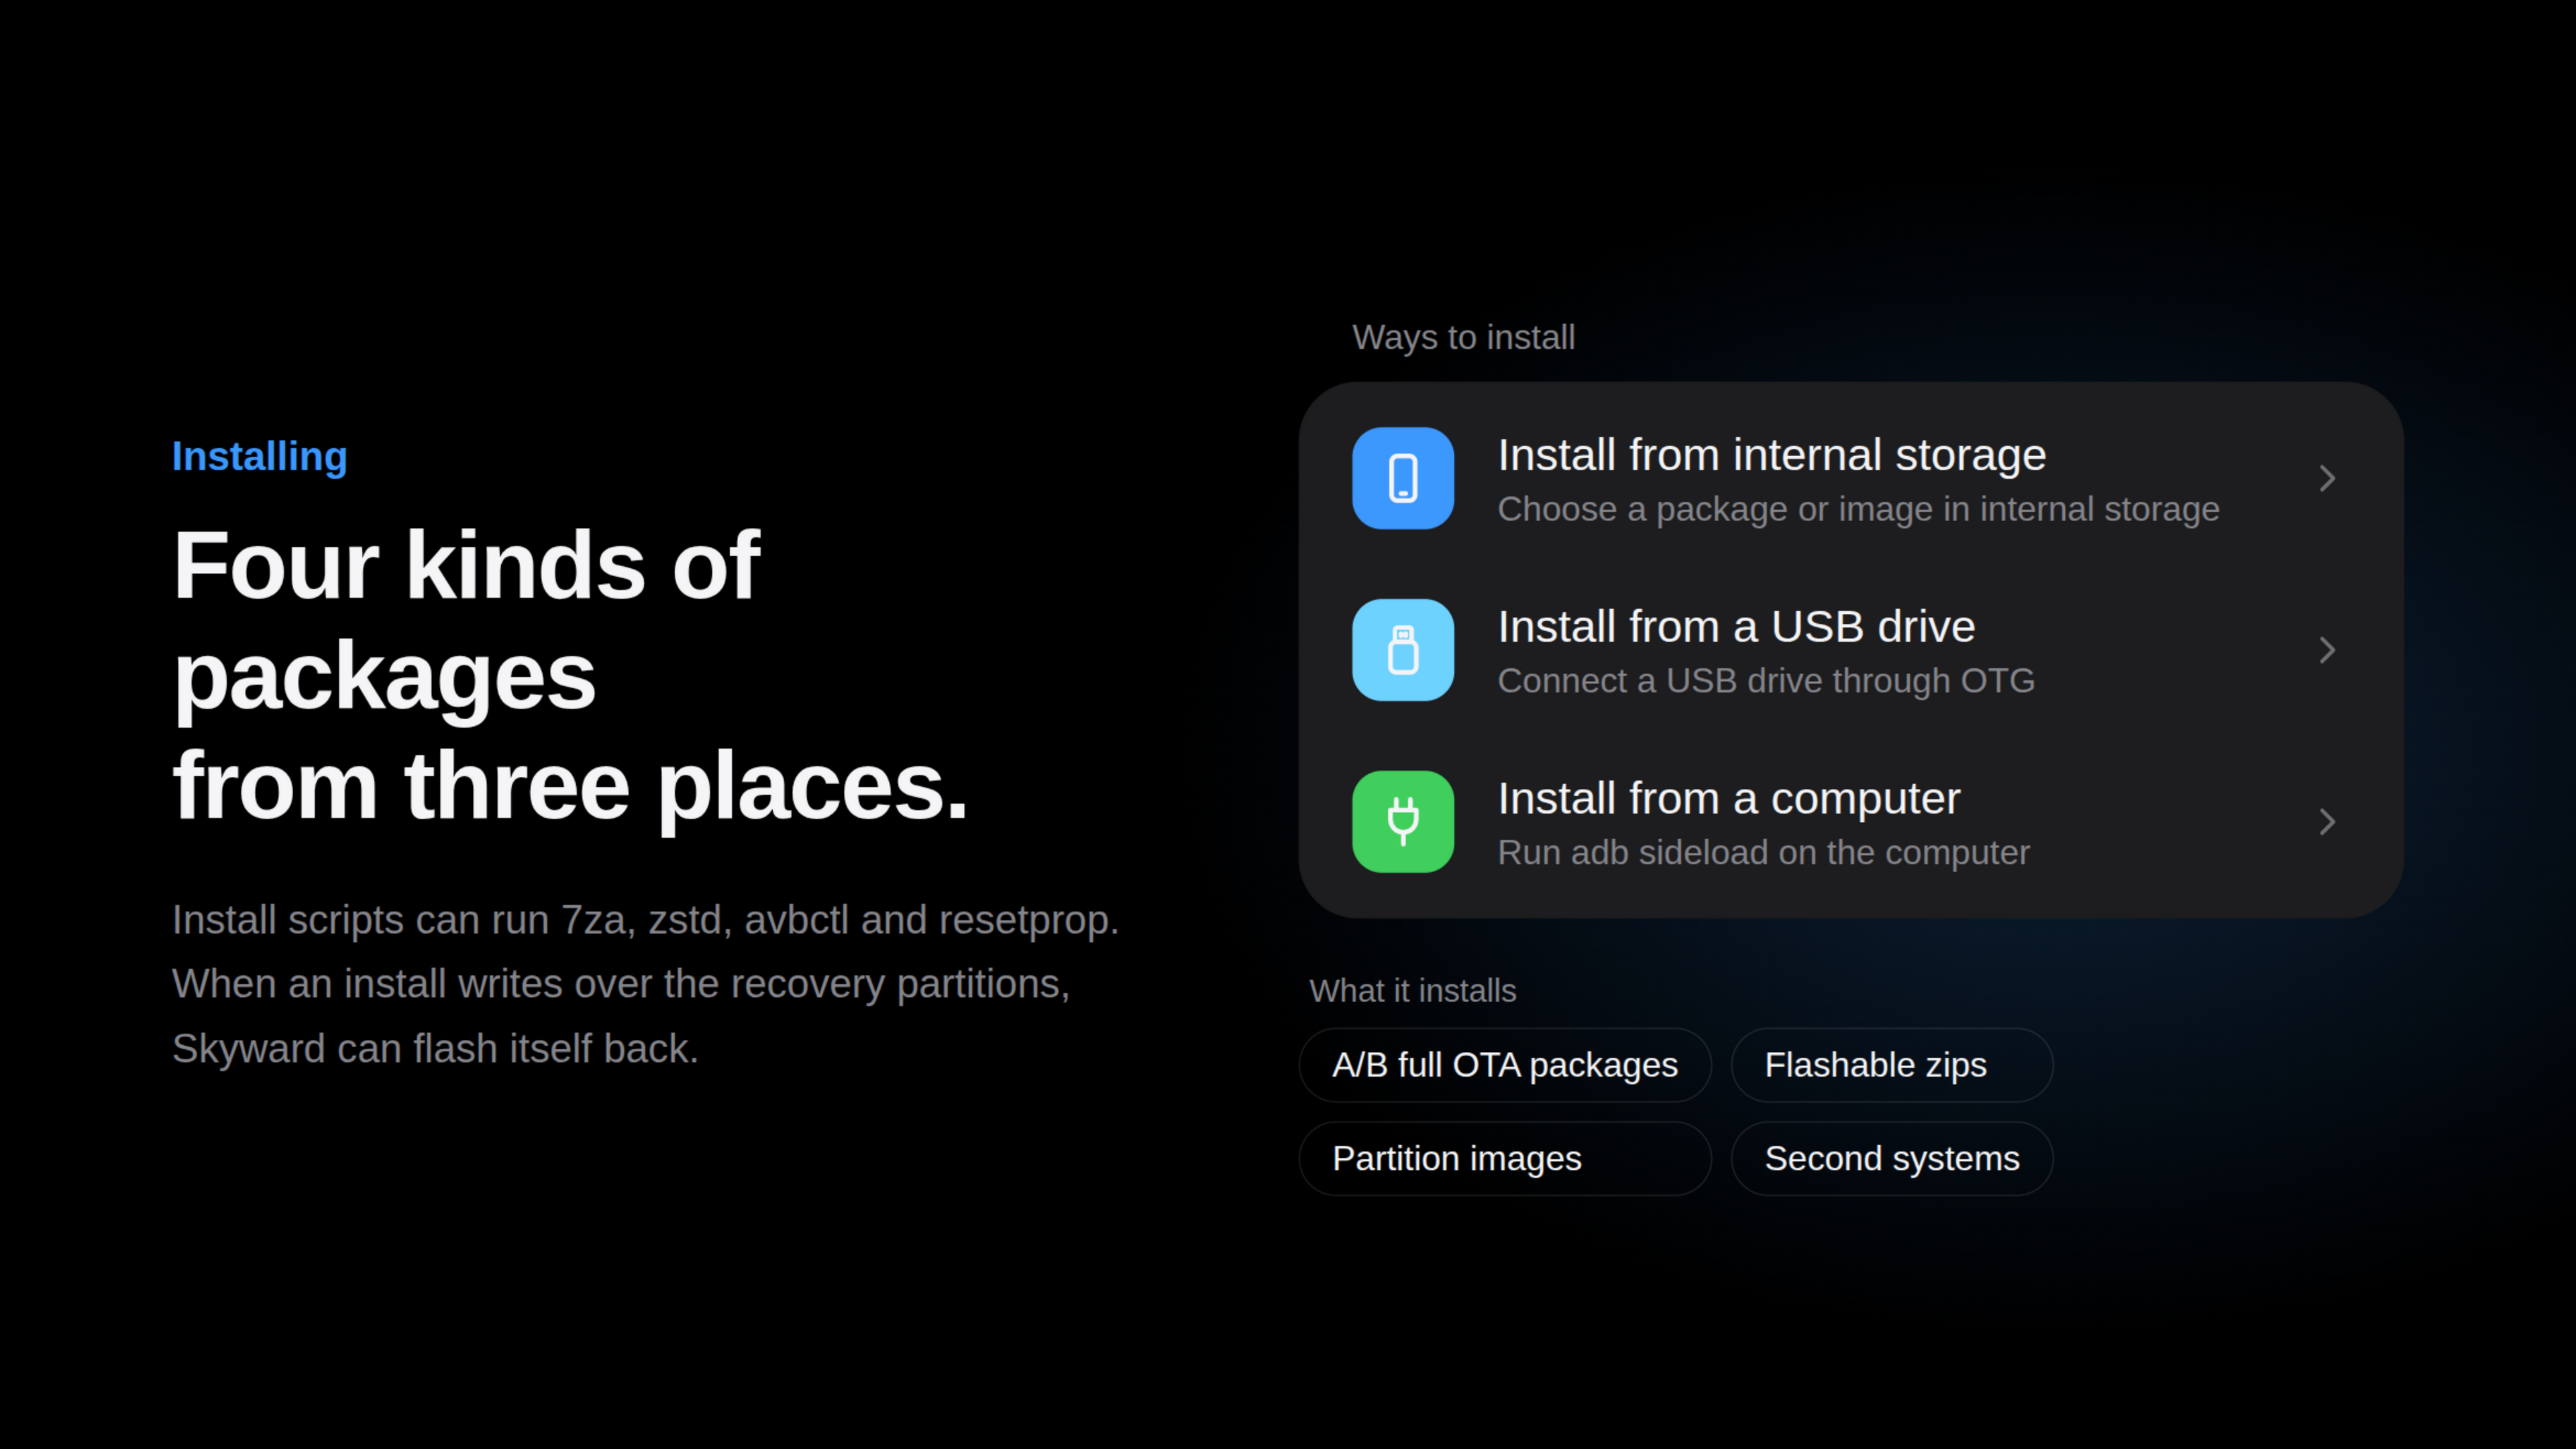 Installing
Four kinds of
packages
from three places.
Install scripts can run 7za, zstd, avbctl and resetprop.
When an install writes over the recovery partitions,
Skyward can flash itself back.
Ways to install
Install from internal storage
Choose a package or image in internal storage
Install from a USB drive
Connect a USB drive through OTG
Install from a computer
Run adb sideload on the computer
What it installs
A/B full OTA packages
Flashable zips
Partition images
Second systems